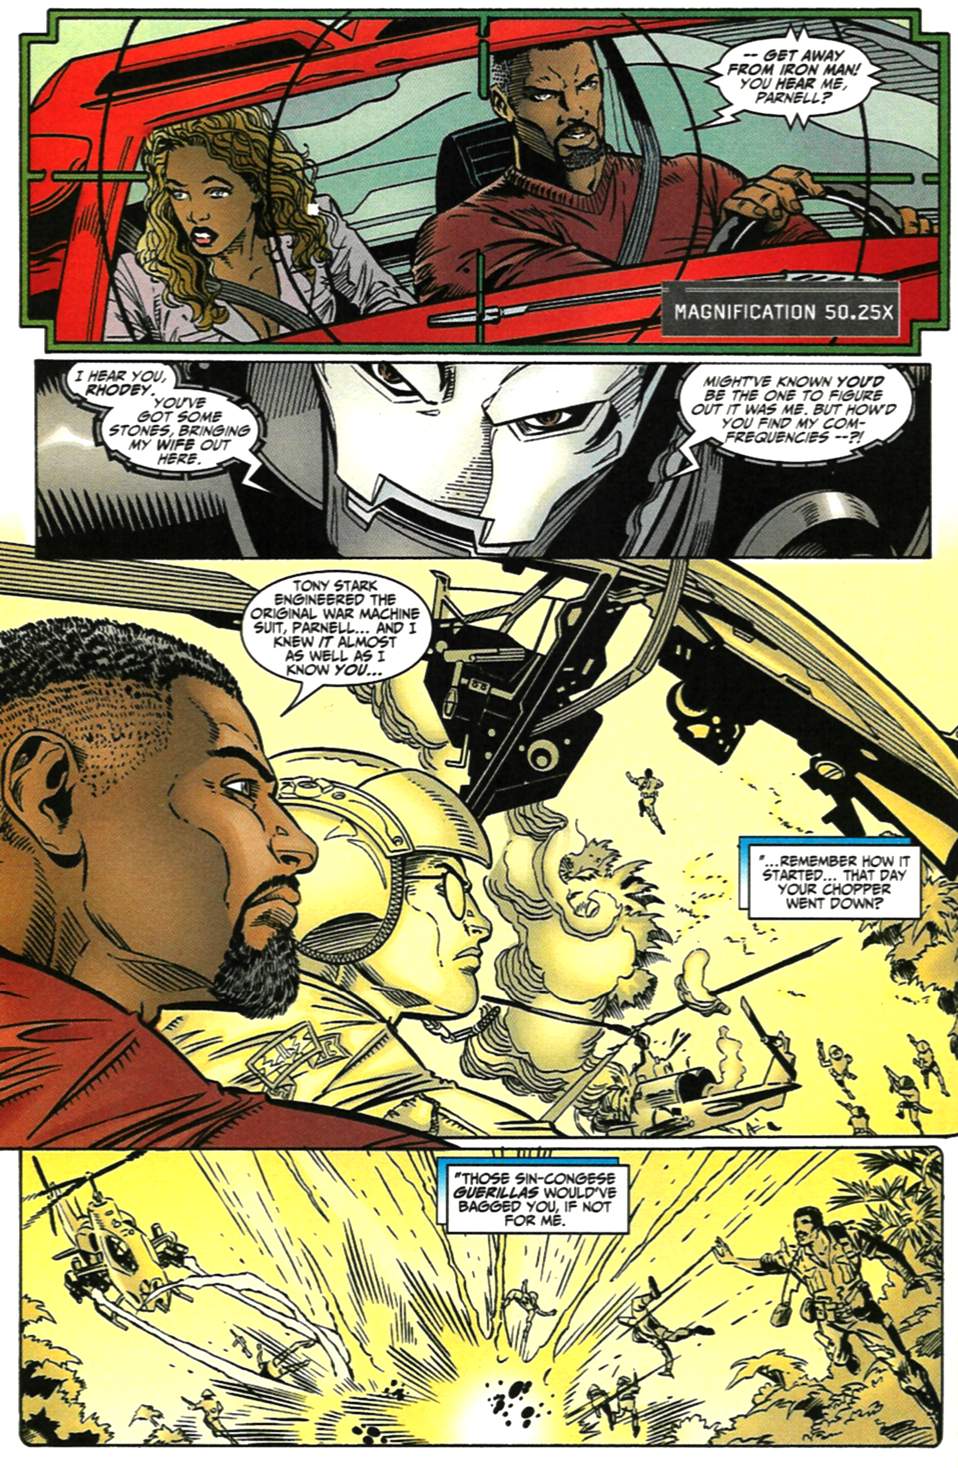 -- GET AWAY
FROM IRON MAN!
YOU HEAR ME,
PARNELL?
MAGNIFICATION 50.25X
I HEAR YOU,
RHODEY.
YOU'VE
GOT SOME
STONES, BRINGING
MY WIFE OUT
HERE.
MIGHT'VE KNOWN YOU'D
BE THE ONE TO FIGURE
OUT IT WAS ME. BUT HOW'D
YOU FIND MY COM-
FREQUENCIES --?!
TONY STARK
ENGINEERED THE
ORIGINAL WAR MACHINE
SUIT, PARNELL... AND I
KNEW IT ALMOST
AS WELL AS I
KNOW YOU...
"...REMEMBER HOW IT
STARTED... THAT DAY
YOUR CHOPPER
WENT DOWN?
"THOSE SIN-CONGESE
GUERILLAS WOULD'VE
BAGGED YOU, IF NOT
FOR ME.